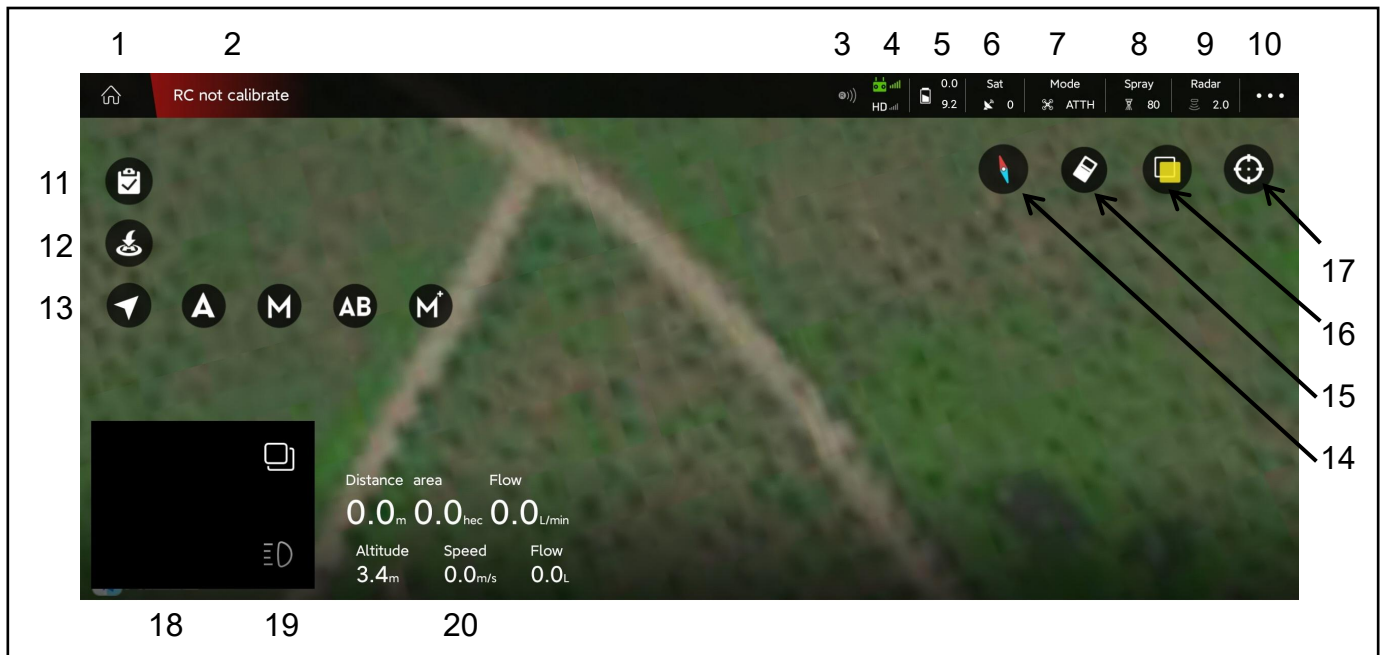 1 2 3 4 5 6 7 8 9 10
RC not calibrate
HD
0.0
9.2
Sat
0
Mode
ATTH
Spray
80
Radar
2.0
11
12
13 A M AB M+
17
16
15
14
Distance area Flow
0.0m 0.0hec 0.0L/min
Altitude Speed Flow
3.4m 0.0m/s 0.0L
18 19 20